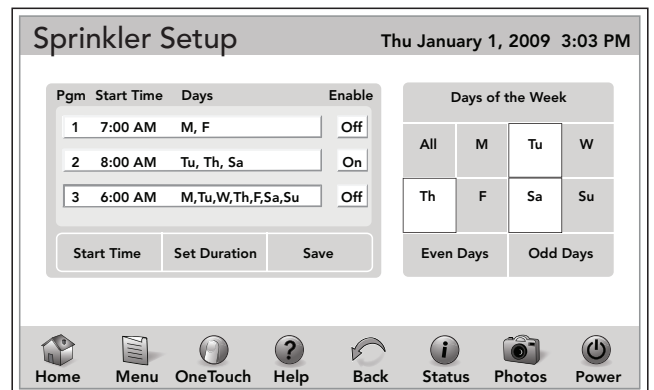 Sprinkler Setup
Thu January 1, 2009 3:03 PM
Pgm Start Time Days Enable
1 7:00 AM M, F Off
2 8:00 AM Tu, Th, Sa On
3 6:00 AM M,Tu,W,Th,F,Sa,Su Off
Start Time Set Duration Save
Days of the Week
All M Tu W
Th F Sa Su
Even Days Odd Days
Home Menu OneTouch Help Back Status Photos Power